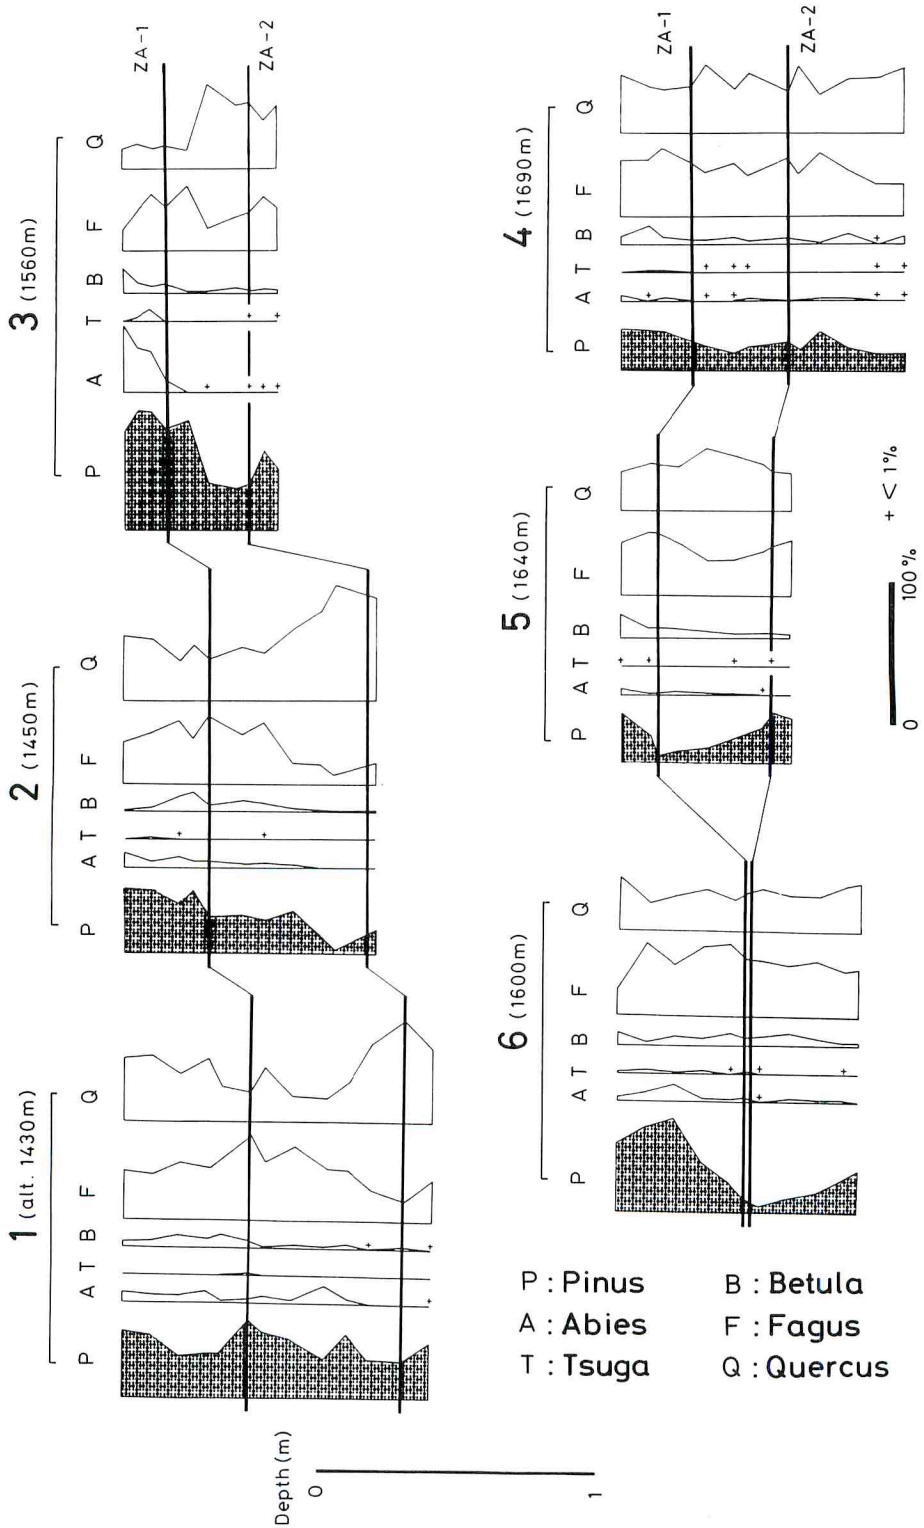 1 (alt. 1430m)
P A T B F Q
2 (1450m)
P A T B F Q
3 (1560m)
P A T B F Q
ZA-1
ZA-2
Depth (m)
0
1
6 (1600m)
P A T B F Q
5 (1640m)
P A T B F Q
4 (1690m)
P A T B F Q
ZA-1
ZA-2
P : Pinus
A : Abies
T : Tsuga
B : Betula
F : Fagus
Q : Quercus
0
100 %
+ < 1%